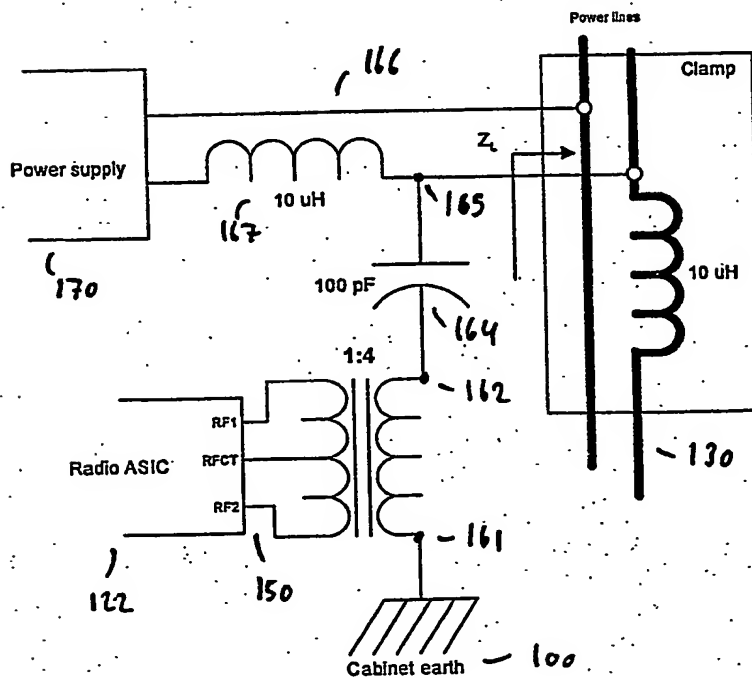 Power lines
166
Clamp
Z_L
Power supply
10 uH
167
165
170
10 uH
100 pF
164
1:4
162
RF1
Radio ASIC
RFCT
130
RF2
161
122
150
Cabinet earth
100